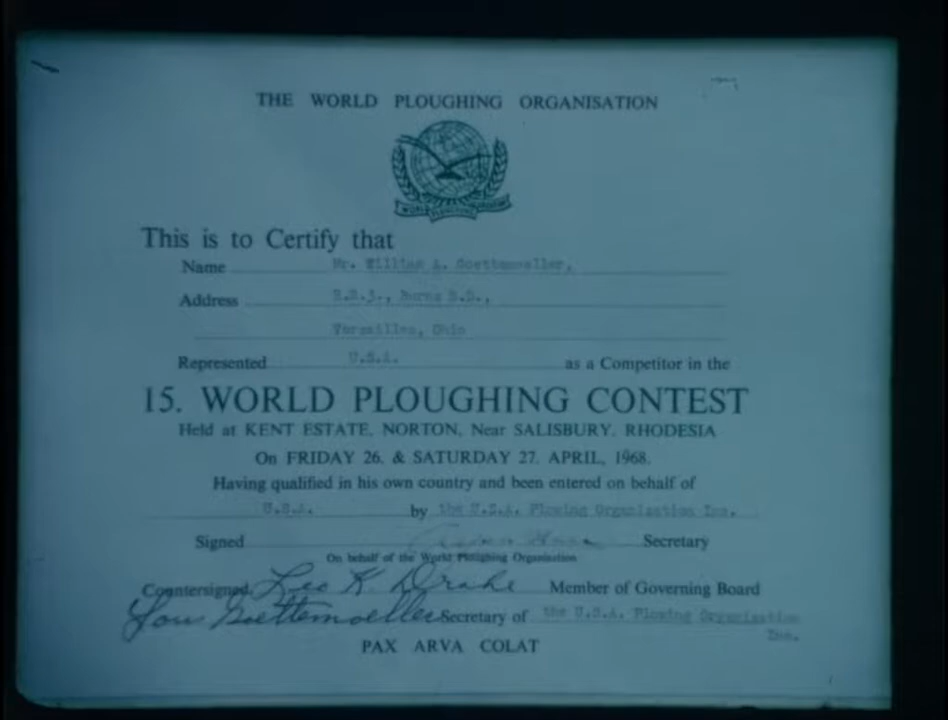 THE WORLD PLOUGHING ORGANISATION
WORLD PLOUGHING
This is to Certify that
Name Mr. William A. Goettemoeller,
Address R.R.3., Burns R.D.,
Versailles, Ohio
Represented U.S.A. as a Competitor in the
15. WORLD PLOUGHING CONTEST
Held at KENT ESTATE, NORTON, Near SALISBURY, RHODESIA
On FRIDAY 26. & SATURDAY 27. APRIL, 1968.
Having qualified in his own country and been entered on behalf of
U.S.A. by the U.S.A. Plowing Organization Inc.
Signed Secretary
On behalf of the World Ploughing Organisation
Countersigned Leo K. Drake Member of Governing Board
Lou Goettemoeller Secretary of the U.S.A. Plowing Organization
Inc.
PAX ARVA COLAT